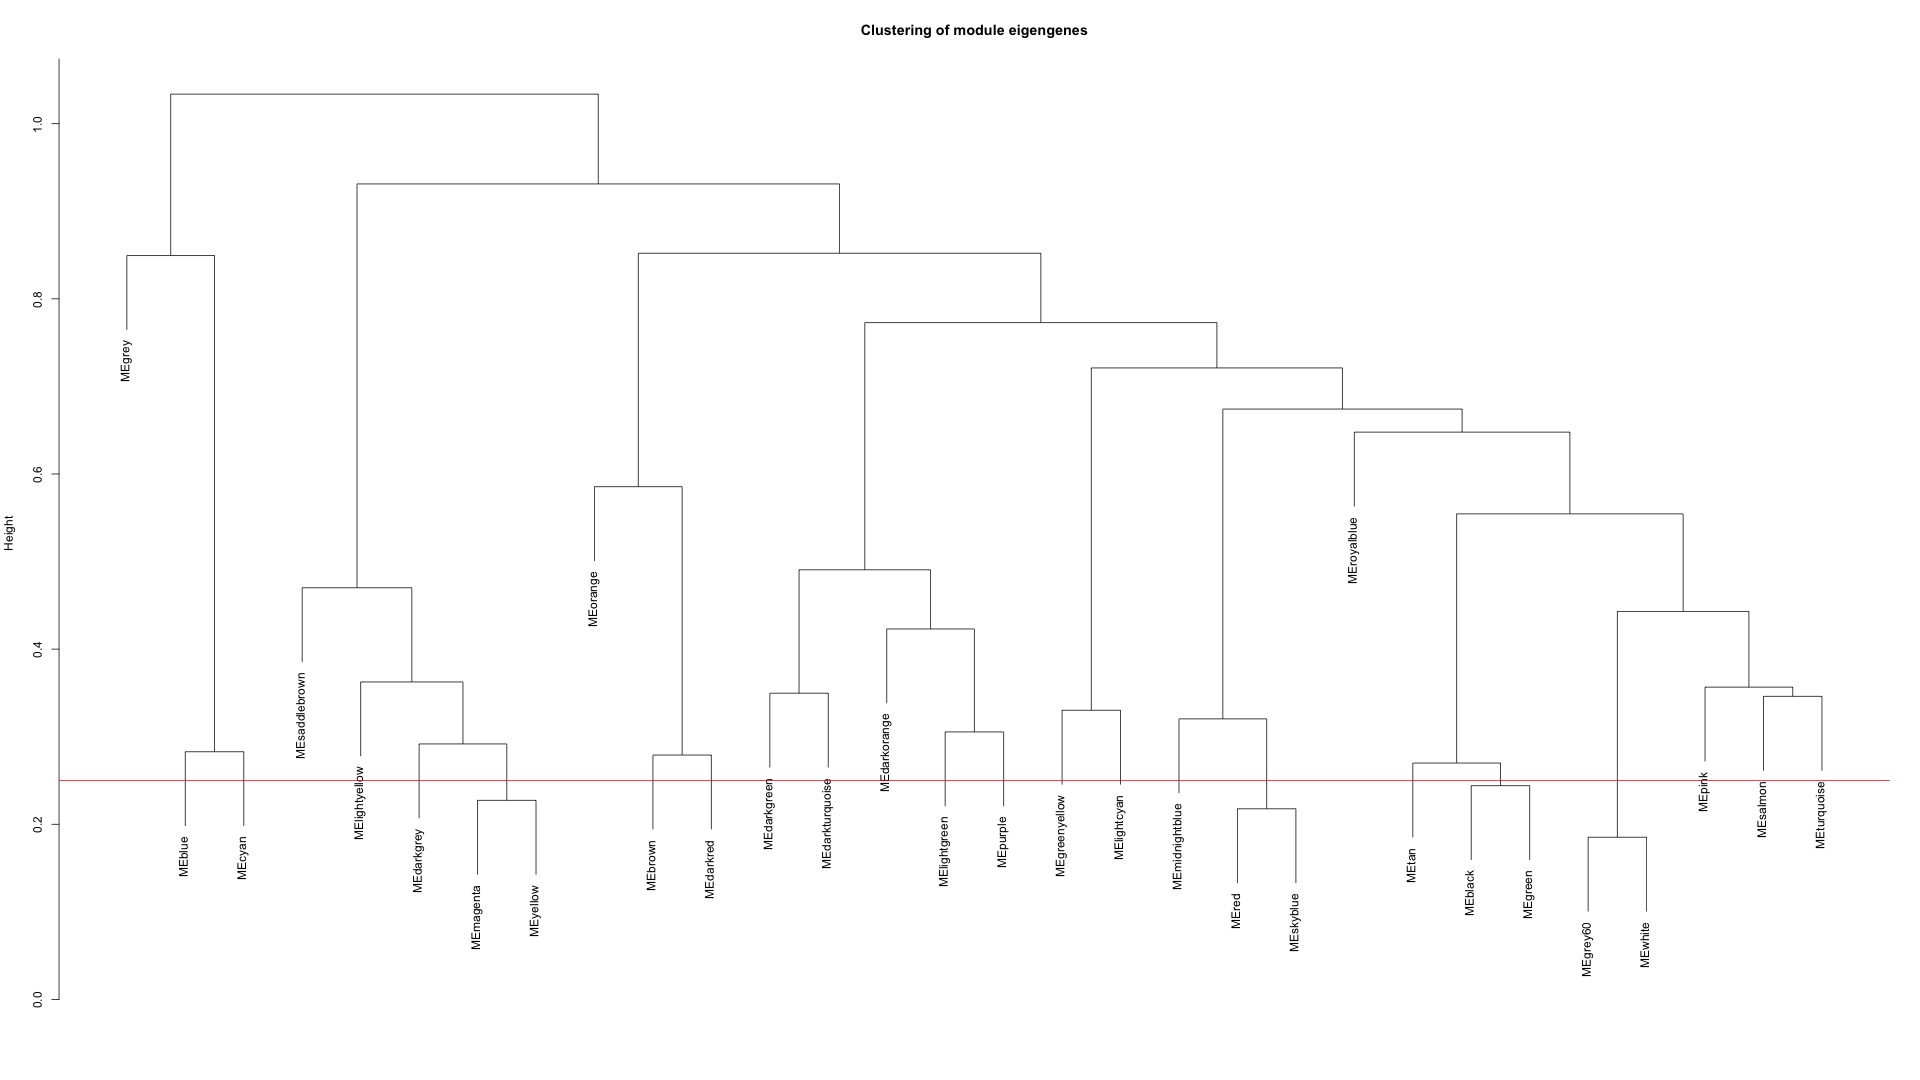 Clustering of module eigengenes
Height
1.0
0.8
0.6
0.4
0.2
0.0
MEgrey
MEblue
MEcyan
MEsaddlebrown
MElightyellow
MEdarkgrey
MEmagenta
MEyellow
MEorange
MEbrown
MEdarkred
MEdarkgreen
MEdarkturquoise
MEdarkorange
MElightgreen
MEpurple
MEgreenyellow
MElightcyan
MEmidnightblue
MEred
MEskyblue
MEroyalblue
MEtan
MEblack
MEgreen
MEgrey60
MEwhite
MEpink
MEsalmon
MEturquoise